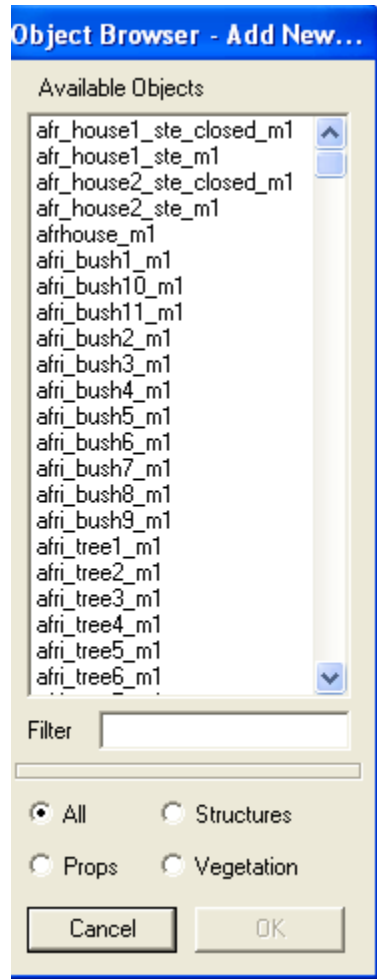 Object Browser - Add New...
Available Objects
afr_house1_ste_closed_m1
afr_house1_ste_m1
afr_house2_ste_closed_m1
afr_house2_ste_m1
afrhouse_m1
afri_bush1_m1
afri_bush10_m1
afri_bush11_m1
afri_bush2_m1
afri_bush3_m1
afri_bush4_m1
afri_bush5_m1
afri_bush6_m1
afri_bush7_m1
afri_bush8_m1
afri_bush9_m1
afri_tree1_m1
afri_tree2_m1
afri_tree3_m1
afri_tree4_m1
afri_tree5_m1
afri_tree6_m1
Filter
All Structures
Props Vegetation
Cancel OK